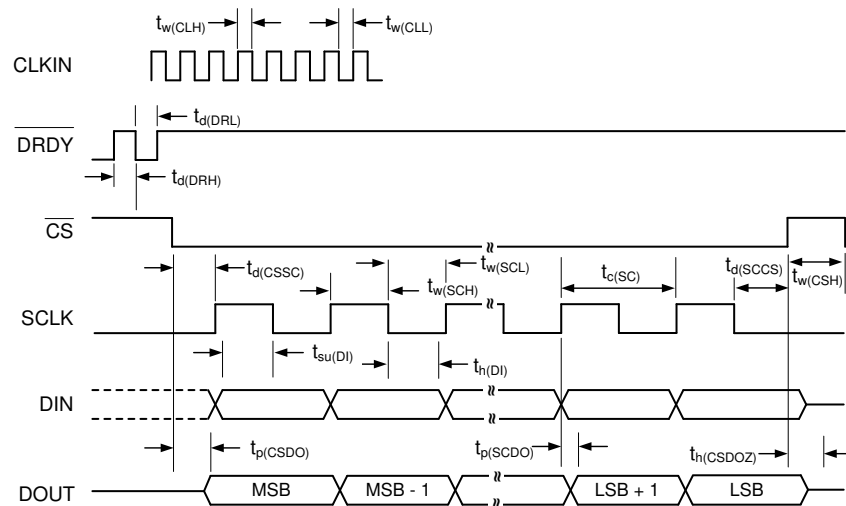 tw(CLH) tw(CLL)
CLKIN
td(DRL)
DRDY
td(DRH)
CS
td(CSSC) tw(SCL) tc(SC) td(SCCS)
tw(SCH) tw(CSH)
SCLK
tsu(DI) th(DI)
DIN
tp(CSDO) tp(SCDO) th(CSDOZ)
DOUT MSB MSB - 1 LSB + 1 LSB